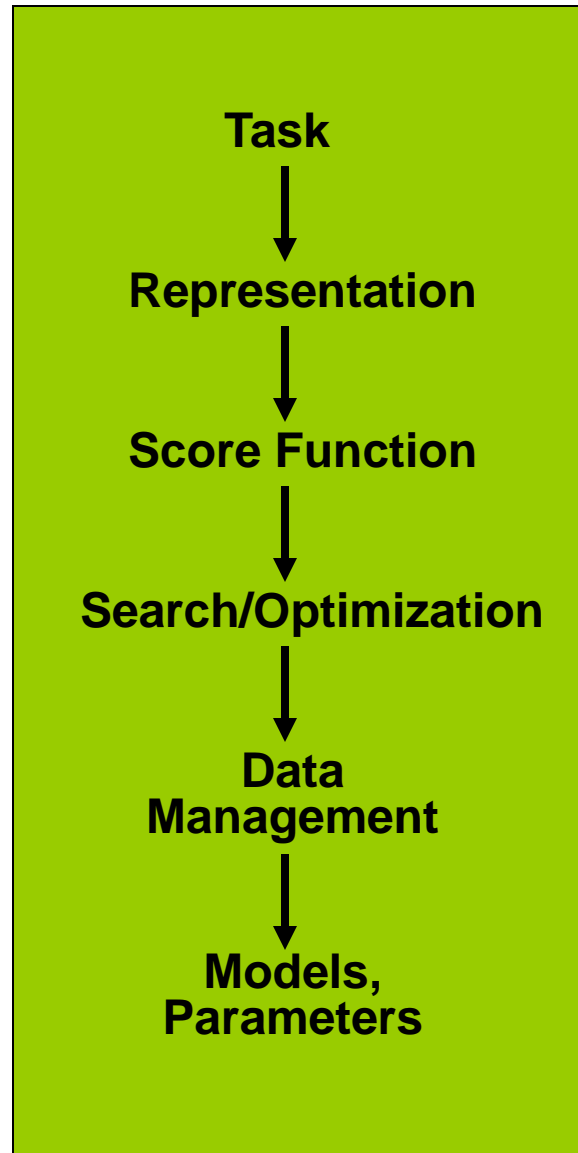 Task
Representation
Score Function
Search/Optimization
Data
Management
Models,
Parameters